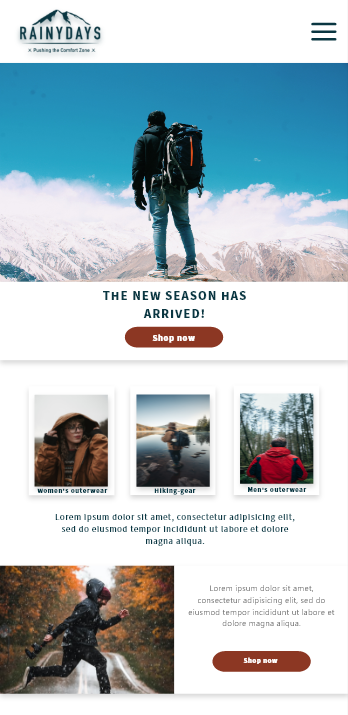 RAINYDAYS
x Pushing the Comfort Zone x
THE NEW SEASON HAS
ARRIVED!
Shop now
Women's outerwear
Hiking-gear
Men's outerwear
Lorem ipsum dolor sit amet, consectetur adipisicing elit,
sed do eiusmod tempor incididunt ut labore et dolore
magna aliqua.
Lorem ipsum dolor sit amet,
consectetur adipisicing elit, sed do
eiusmod tempor incididunt ut labore et
dolore magna aliqua.
Shop now